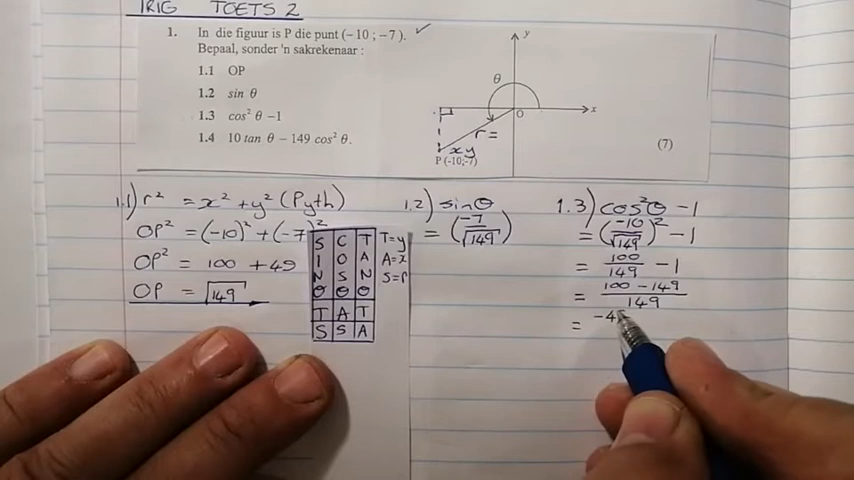 TRIG TOETS 2
1. In die figuur is P die punt (−10 ; −7). ✓
Bepaal, sonder 'n sakrekenaar :
1.1 OP
1.2 sin θ
1.3 cos² θ −1
1.4 10 tan θ − 149 cos² θ.
(7)
y
θ
x
O
r =
x y
P (-10;-7)
1.1) r² = x² + y² (Pyth)
OP² = (−10)² + (−7)²
OP² = 100 + 49
OP = √149
S C T
I O A
N S N
θ θ θ
T A T
S S A
T=y
A=x
S=r
1.2) sin θ
= (−7/√149)
1.3) cos²θ − 1
= (−10/√149)² − 1
= 100/149 − 1
= 100 − 149/149
= −4